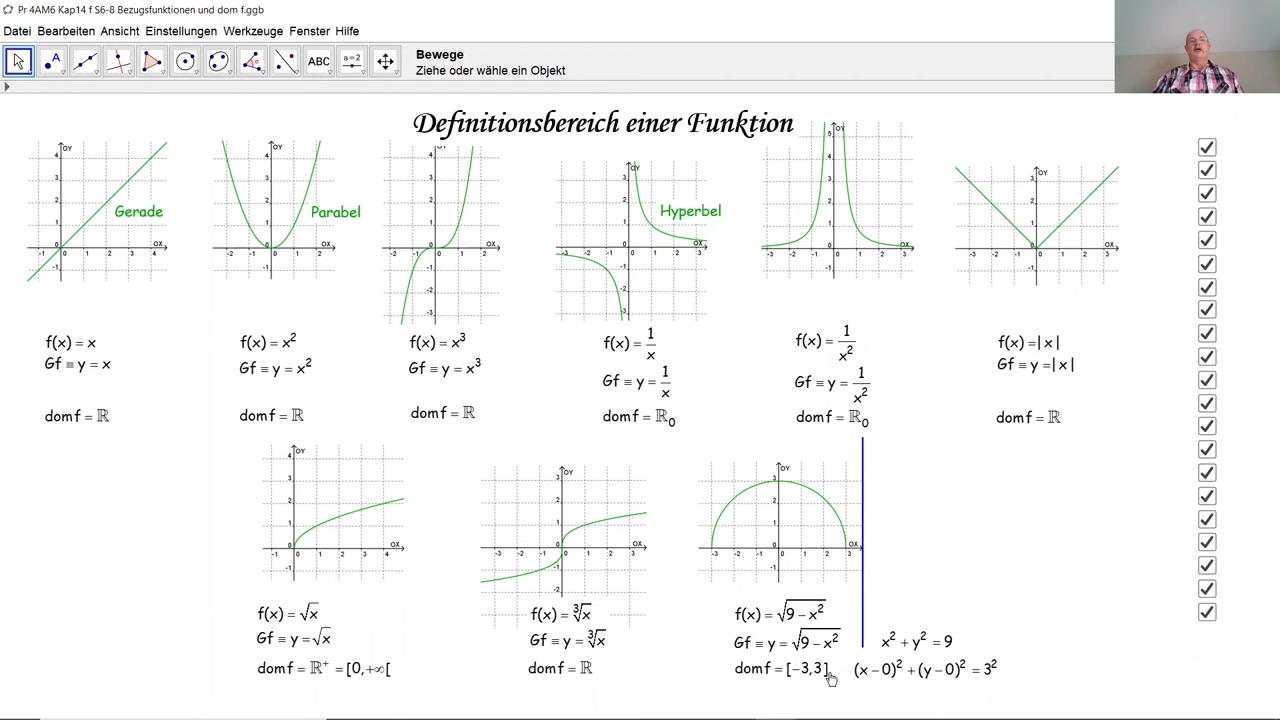 Pr 4AM6 Kap14 f S6-8 Bezugsfunktionen und dom f.ggb
Datei Bearbeiten Ansicht Einstellungen Werkzeuge Fenster Hilfe
ABC
a=2
Bewege
Ziehe oder wähle ein Objekt
Definitionsbereich einer Funktion
Gerade
Parabel
Hyperbel
f(x) = x
Gf ≡ y = x
dom f = ℝ
f(x) = x²
Gf ≡ y = x²
dom f = ℝ
f(x) = x³
Gf ≡ y = x³
dom f = ℝ
f(x) = 1/x
Gf ≡ y = 1/x
dom f = ℝ₀
f(x) = 1/x²
Gf ≡ y = 1/x²
dom f = ℝ₀
f(x) =| x |
Gf ≡ y =| x |
dom f = ℝ
f(x) = √x
Gf ≡ y = √x
dom f = ℝ⁺ = [0,+∞[
f(x) = ∛x
Gf ≡ y = ∛x
dom f = ℝ
f(x) = √(9 – x²)
Gf ≡ y = √(9 – x²)
dom f = [–3,3]
x² + y² = 9
(x – 0)² + (y – 0)² = 3²